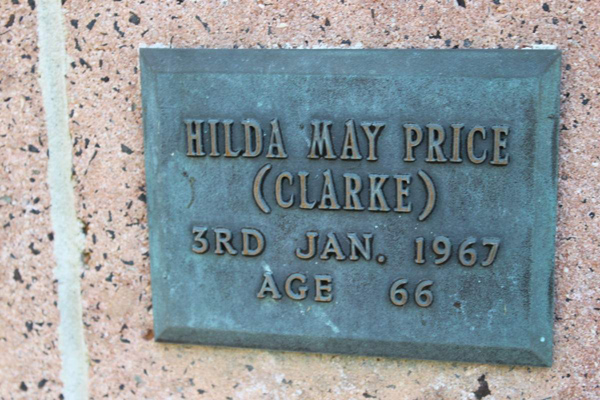 HILDA MAY PRICE
(CLARKE)
3RD JAN. 1967
AGE 66